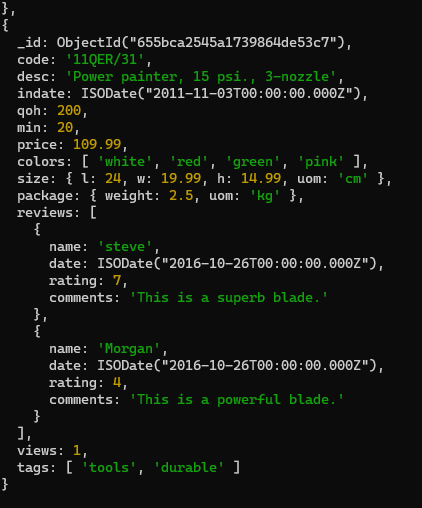 },
{
  _id: ObjectId("655bca2545a1739864de53c7"),
  code: '11QER/31',
  desc: 'Power painter, 15 psi., 3-nozzle',
  indate: ISODate("2011-11-03T00:00:00.000Z"),
  qoh: 200,
  min: 20,
  price: 109.99,
  colors: [ 'white', 'red', 'green', 'pink' ],
  size: { l: 24, w: 19.99, h: 14.99, uom: 'cm' },
  package: { weight: 2.5, uom: 'kg' },
  reviews: [
    {
      name: 'steve',
      date: ISODate("2016-10-26T00:00:00.000Z"),
      rating: 7,
      comments: 'This is a superb blade.'
    },
    {
      name: 'Morgan',
      date: ISODate("2016-10-26T00:00:00.000Z"),
      rating: 4,
      comments: 'This is a powerful blade.'
    }
  ],
  views: 1,
  tags: [ 'tools', 'durable' ]
}